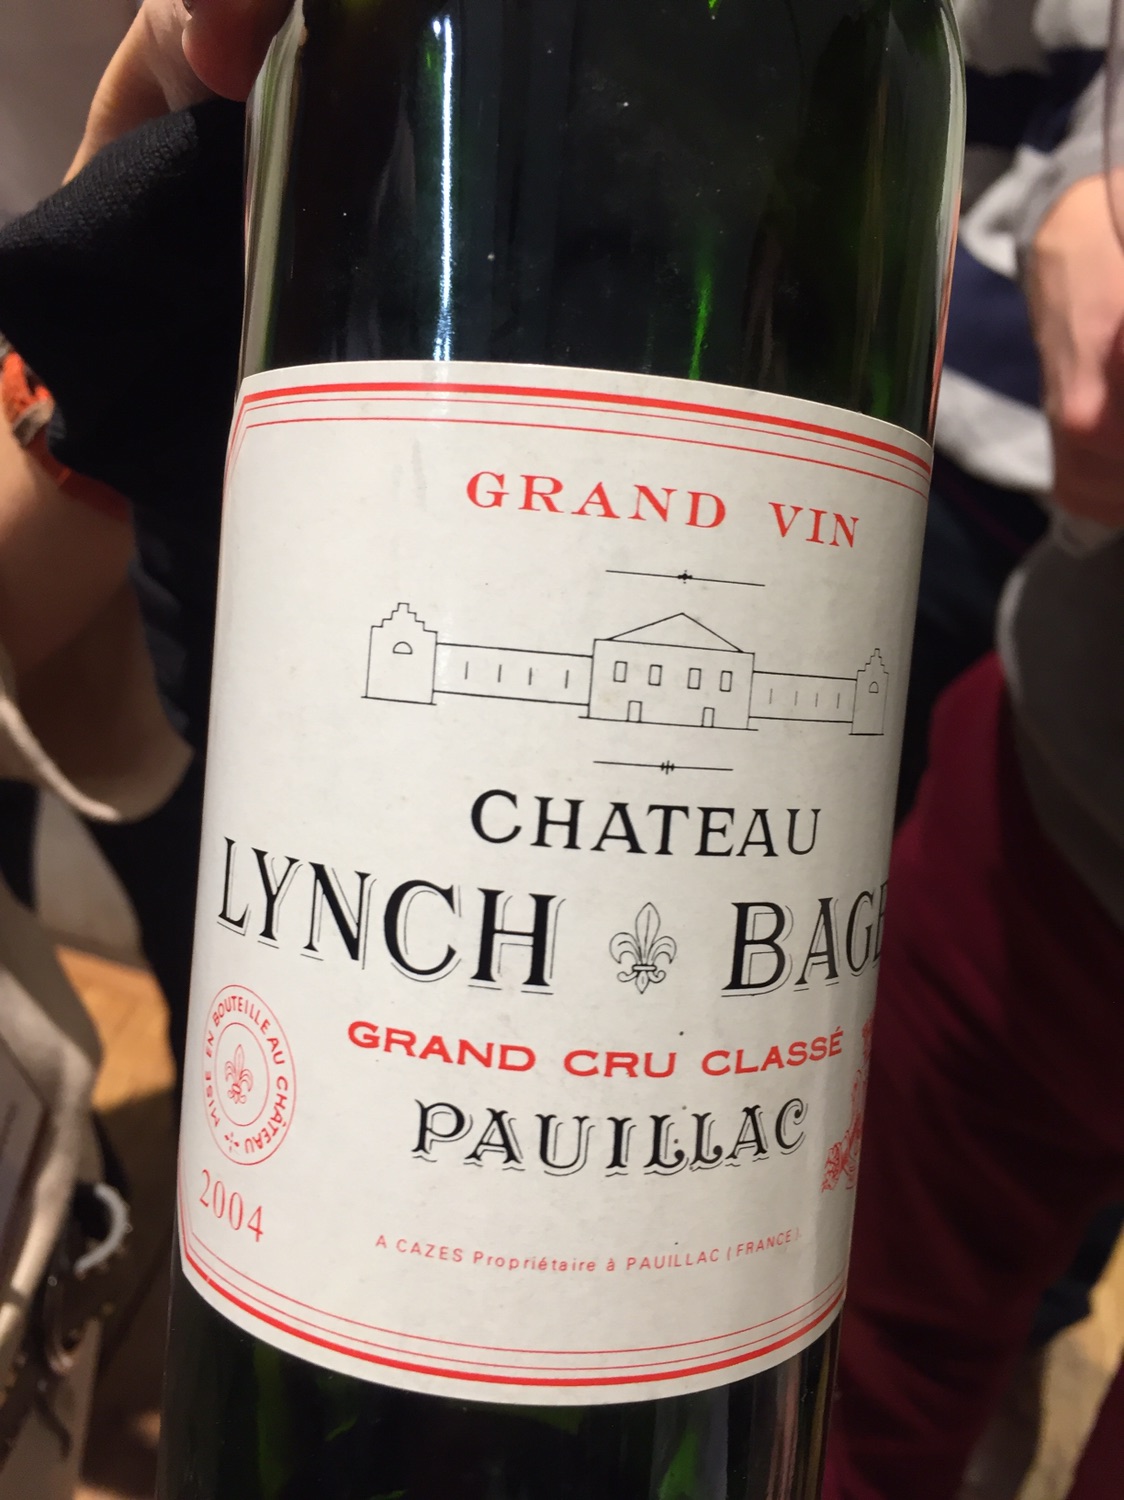 GRAND VIN
CHATEAU
LYNCH BAGE
GRAND CRU CLASSÉ
PAUILLAC
MISE EN BOUTEILLE AU CHÂTEAU
2004
A CAZES Propriétaire à PAUILLAC (FRANCE)